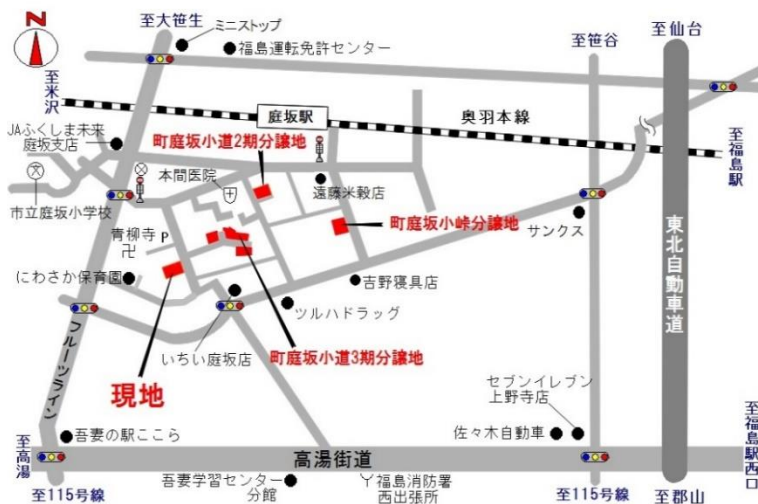 N
至大笹生
ミニストップ
福島運転免許センター
至笹谷
至仙台
至米沢
庭坂駅
奥羽本線
JAふくしま未来
庭坂支店
町庭坂小道2期分譲地
至福島駅
本間医院
遠藤米穀店
文
市立庭坂小学校
町庭坂小峠分譲地
サンクス
青柳寺
P
卍
東北自動車道
にわさか保育園
吉野寝具店
ツルハドラッグ
フルーツライン
いちい庭坂店
町庭坂小道3期分譲地
現地
セブンイレブン
上野寺店
吾妻の駅ここら
佐々木自動車
至高湯
高湯街道
至福島駅西口
吾妻学習センター
分館
福島消防署
西出張所
至115号線
至115号線
至郡山